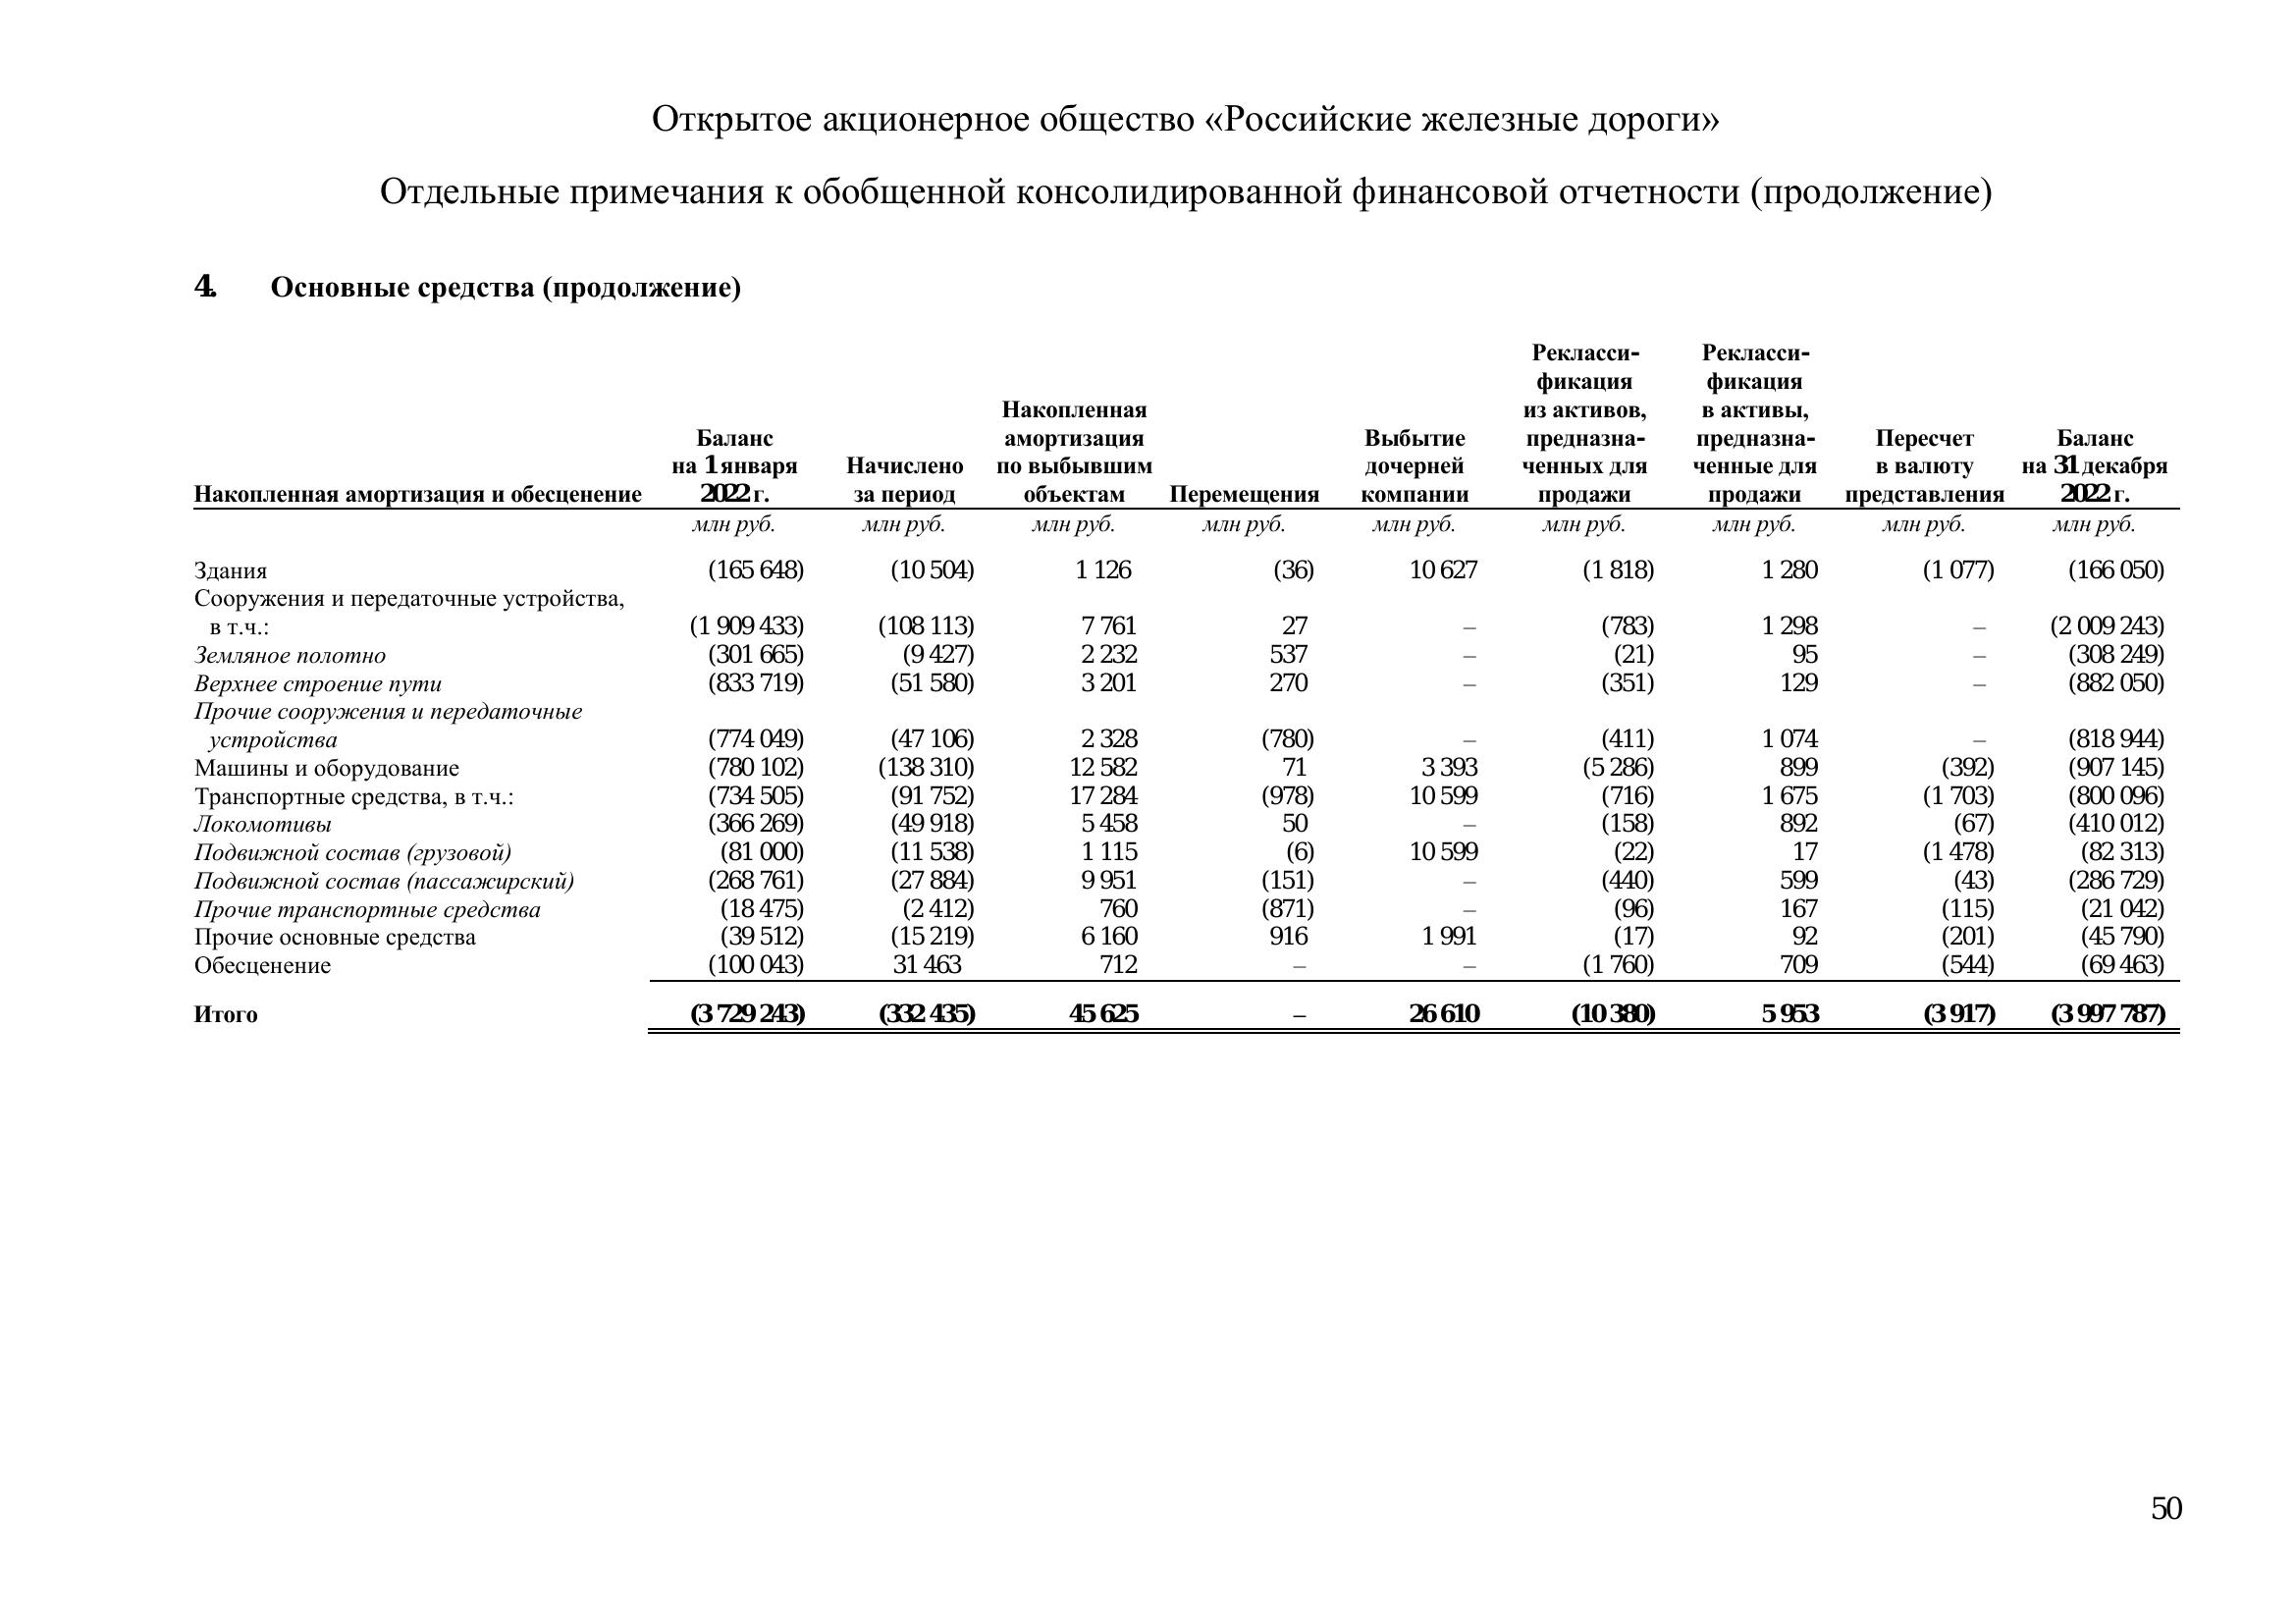 Открытое акционерное общество «Российские железные дороги»
Отдельные примечания к обобщенной консолидированной финансовой отчетности (продолжение)
4. Основные средства (продолжение)
Накопленная амортизация и обесценение
Баланс
на 1 января
2022 г.
Начислено
за период
Накопленная
амортизация
по выбывшим
объектам
Перемещения
Выбытие
дочерней
компании
Рекласси-
фикация
из активов,
предназна-
ченных для
продажи
Рекласси-
фикация
в активы,
предназна-
ченные для
продажи
Пересчет
в валюту
представления
Баланс
на 31 декабря
2022 г.
млн руб. млн руб. млн руб. млн руб. млн руб. млн руб. млн руб. млн руб. млн руб.
Здания (165 648) (10 504) 1 126 (36) 10 627 (1 818) 1 280 (1 077) (166 050)
Сооружения и передаточные устройства,
в т.ч.: (1 909 433) (108 113) 7 761 27 – (783) 1 298 – (2 009 243)
Земляное полотно (301 665) (9 427) 2 232 537 – (21) 95 – (308 249)
Верхнее строение пути (833 719) (51 580) 3 201 270 – (351) 129 – (882 050)
Прочие сооружения и передаточные
устройства (774 049) (47 106) 2 328 (780) – (411) 1 074 – (818 944)
Машины и оборудование (780 102) (138 310) 12 582 71 3 393 (5 286) 899 (392) (907 145)
Транспортные средства, в т.ч.: (734 505) (91 752) 17 284 (978) 10 599 (716) 1 675 (1 703) (800 096)
Локомотивы (366 269) (49 918) 5 458 50 – (158) 892 (67) (410 012)
Подвижной состав (грузовой) (81 000) (11 538) 1 115 (6) 10 599 (22) 17 (1 478) (82 313)
Подвижной состав (пассажирский) (268 761) (27 884) 9 951 (151) – (440) 599 (43) (286 729)
Прочие транспортные средства (18 475) (2 412) 760 (871) – (96) 167 (115) (21 042)
Прочие основные средства (39 512) (15 219) 6 160 916 1 991 (17) 92 (201) (45 790)
Обесценение (100 043) 31 463 712 – – (1 760) 709 (544) (69 463)
Итого (3 729 243) (332 435) 45 625 – 26 610 (10 380) 5 953 (3 917) (3 997 787)
50